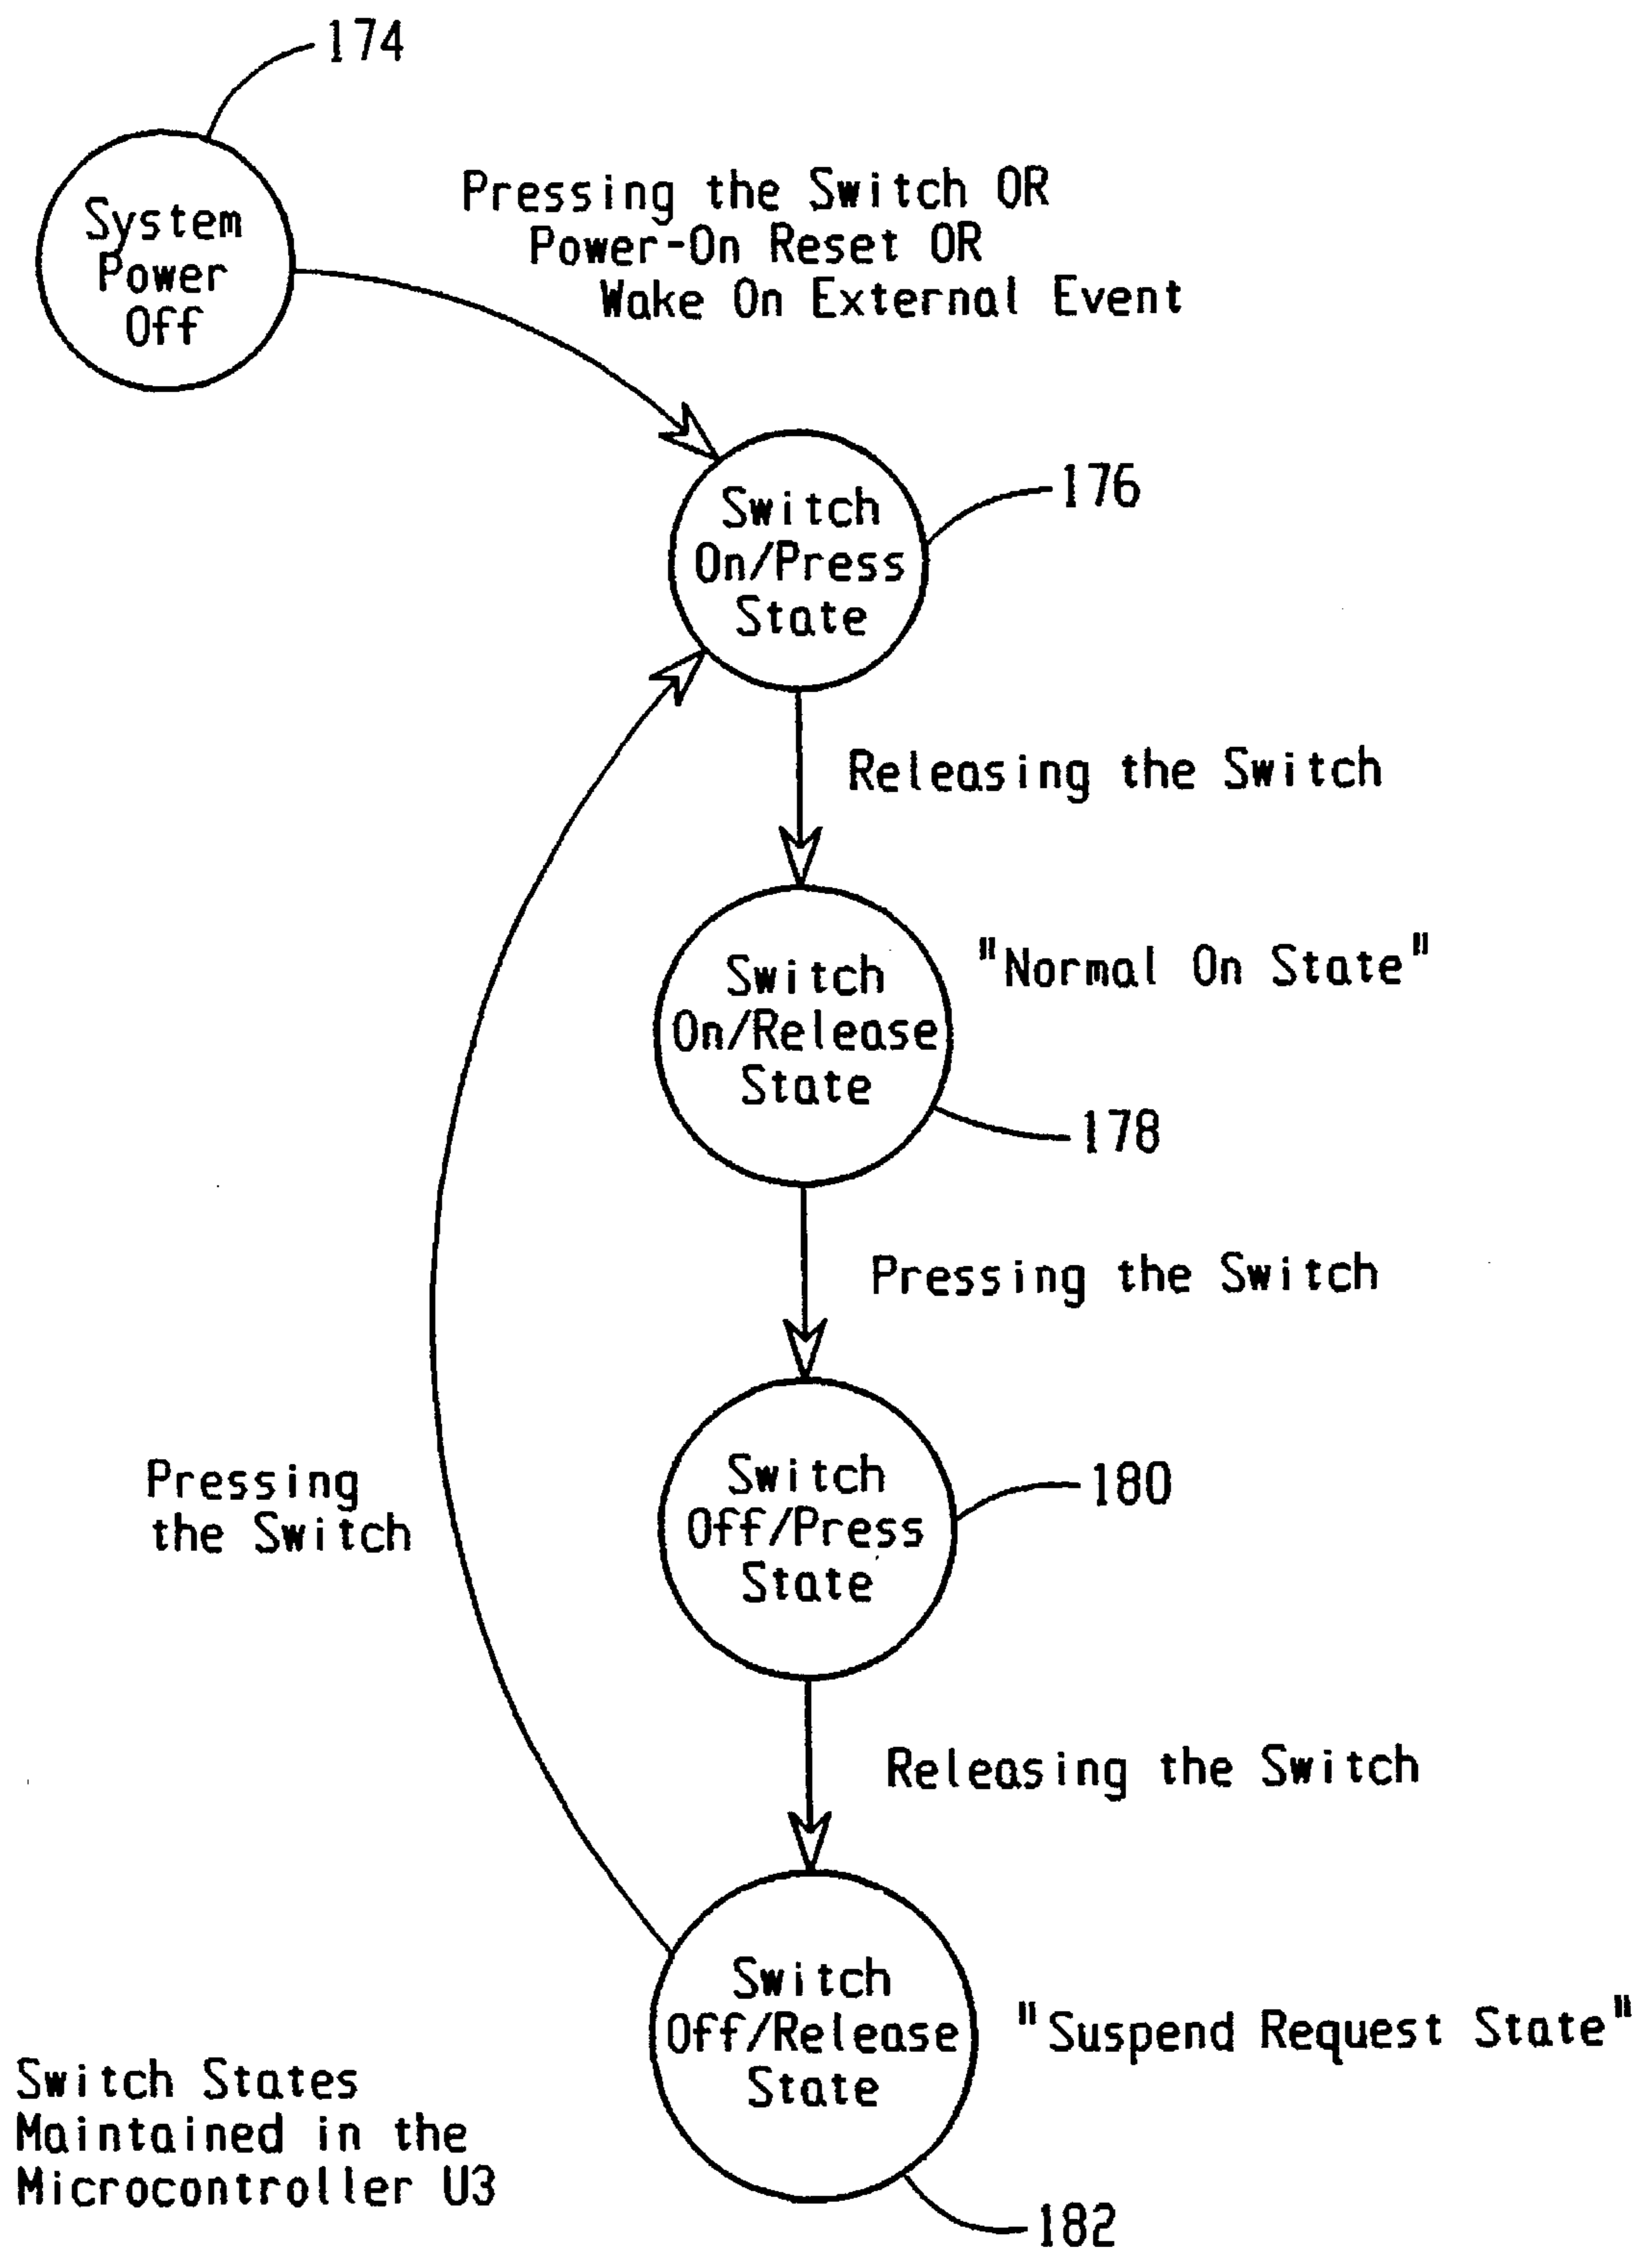 174
System
Power
Off
Pressing the Switch OR
Power-On Reset OR
Wake On External Event
Switch
On/Press
State
176
Releasing the Switch
Switch
On/Release
State
"Normal On State"
178
Pressing the Switch
Pressing
the Switch
Switch
Off/Press
State
180
Releasing the Switch
Switch
Off/Release
State
"Suspend Request State"
Switch States
Maintained in the
Microcontroller U3
182